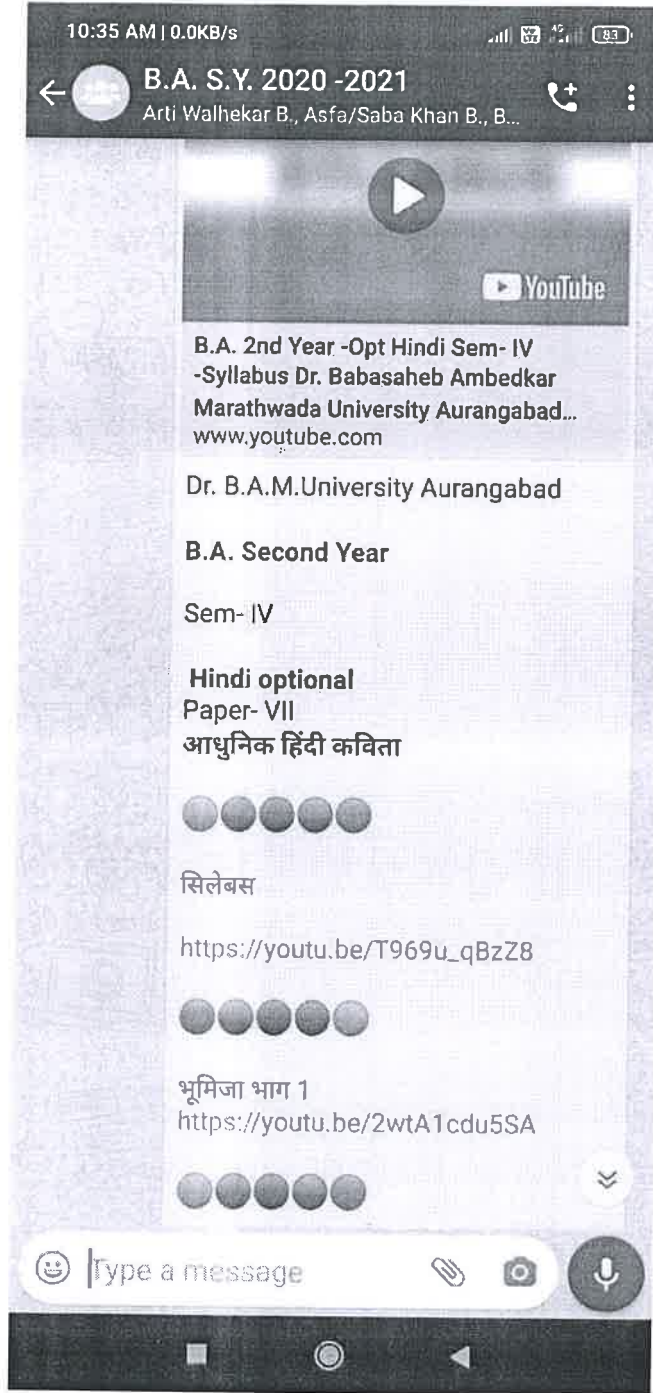 10:35 AM | 0.0KB/s
4G
83
B.A. S.Y. 2020 -2021
Arti Walhekar B., Asfa/Saba Khan B., B...
YouTube
B.A. 2nd Year -Opt Hindi Sem- IV
-Syllabus Dr. Babasaheb Ambedkar
Marathwada University Aurangabad...
www.youtube.com
Dr. B.A.M.University Aurangabad
B.A. Second Year
Sem- IV
Hindi optional
Paper- VII
आधुनिक हिंदी कविता
सिलेबस
https://youtu.be/T969u_qBzZ8
भूमिजा भाग 1
https://youtu.be/2wtA1cdu5SA
Type a message